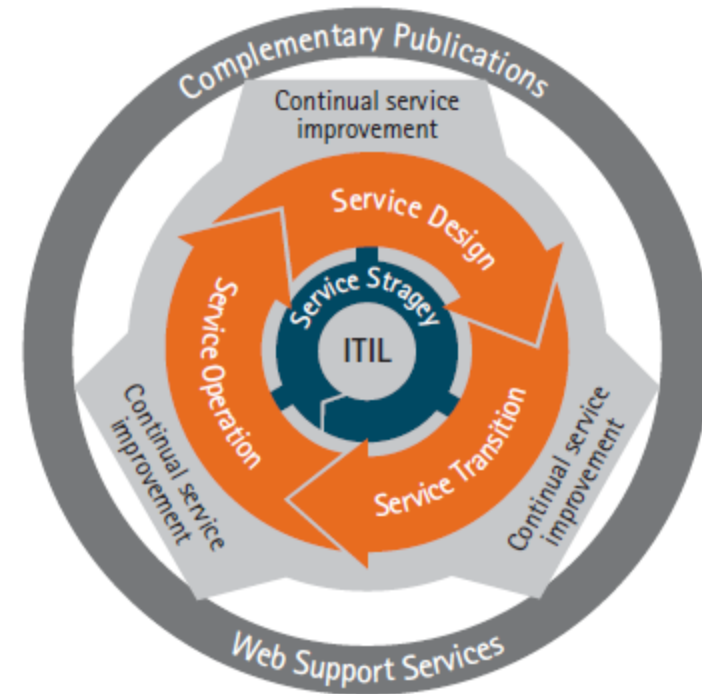 Complementary Publications
Continual service
improvement
Service Design
Service Stragey
ITIL
Service Operation
Service Transition
Continual service
improvement
Continual service
improvement
Web Support Services